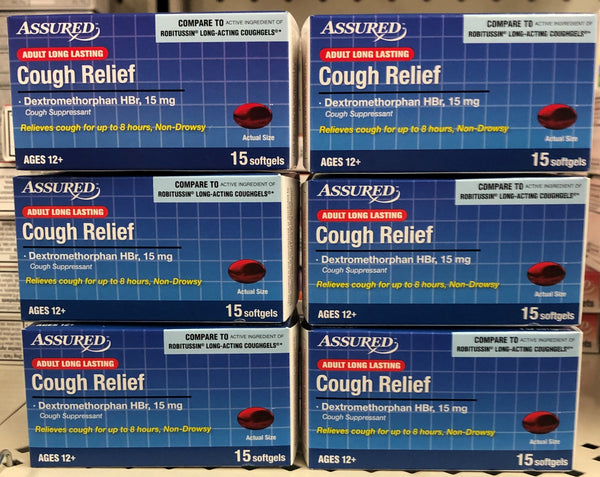 ASSURED
COMPARE TO ACTIVE INGREDIENT OF
ROBITUSSIN® LONG-ACTING COUGHGELS®*
ADULT LONG LASTING
Cough Relief
· Dextromethorphan HBr, 15 mg
Cough Suppressant
Relieves cough for up to 8 hours, Non-Drowsy
Actual Size
AGES 12+
15 softgels
ASSURED
COMPARE TO ACTIVE INGREDIENT OF
ROBITUSSIN® LONG-ACTING COUGHGELS®*
ADULT LONG LASTING
Cough Relief
· Dextromethorphan HBr, 15 mg
Cough Suppressant
Relieves cough for up to 8 hours, Non-Drowsy
Actual Size
AGES 12+
15 softgels
ASSURED
COMPARE TO ACTIVE INGREDIENT OF
ROBITUSSIN® LONG-ACTING COUGHGELS®*
ADULT LONG LASTING
Cough Relief
· Dextromethorphan HBr, 15 mg
Cough Suppressant
Relieves cough for up to 8 hours, Non-Drowsy
Actual Size
AGES 12+
15 softgels
ASSURED
COMPARE TO ACTIVE INGREDIENT OF
ROBITUSSIN® LONG-ACTING COUGHGELS®*
ADULT LONG LASTING
Cough Relief
· Dextromethorphan HBr, 15 mg
Cough Suppressant
Relieves cough for up to 8 hours, Non-Drowsy
Actual Size
AGES 12+
15 softgels
ASSURED
COMPARE TO ACTIVE INGREDIENT OF
ROBITUSSIN® LONG-ACTING COUGHGELS®*
ADULT LONG LASTING
Cough Relief
· Dextromethorphan HBr, 15 mg
Cough Suppressant
Relieves cough for up to 8 hours, Non-Drowsy
Actual Size
AGES 12+
15 softgels
ASSURED
COMPARE TO ACTIVE INGREDIENT OF
ROBITUSSIN® LONG-ACTING COUGHGELS®*
ADULT LONG LASTING
Cough Relief
· Dextromethorphan HBr, 15 mg
Cough Suppressant
Relieves cough for up to 8 hours, Non-Drowsy
Actual Size
AGES 12+
15 softgels